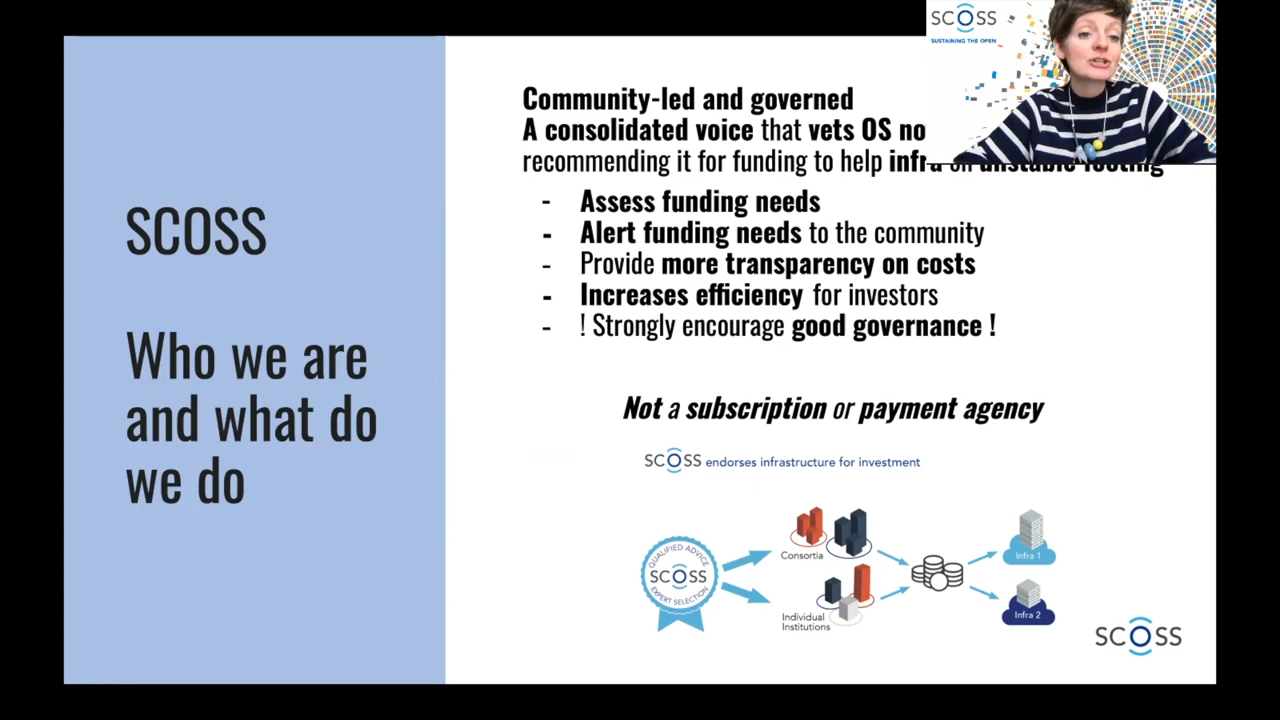 SCOSS
SUSTAINING THE OPEN
SCOSS
Who we are
and what do
we do
Community-led and governed
A consolidated voice that vets OS no
recommending it for funding to help infra on unstable footing
- Assess funding needs
- Alert funding needs to the community
- Provide more transparency on costs
- Increases efficiency for investors
- ! Strongly encourage good governance !
Not a subscription or payment agency
SCOSS endorses infrastructure for investment
QUALIFIED ADVICE
SCOSS
EXPERT SELECTION
Consortia
Individual
Institutions
Infra 1
Infra 2
SCOSS